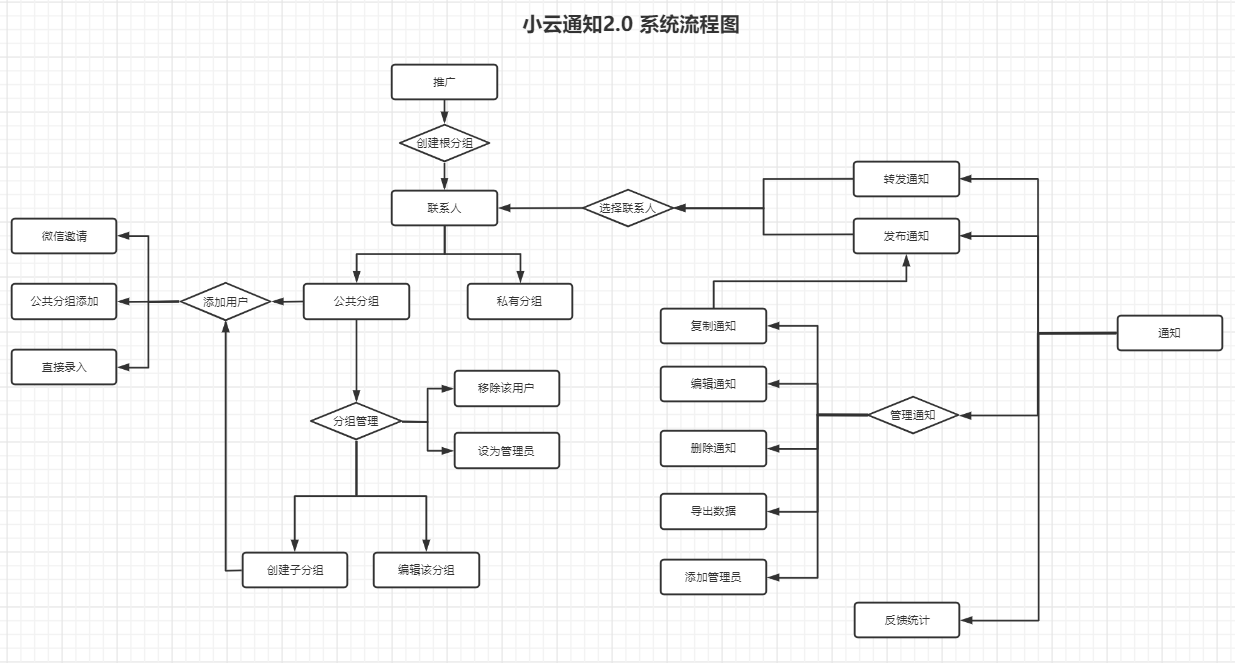 小云通知2.0 系统流程图
推广
创建根分组
联系人
选择联系人
转发通知
发布通知
微信邀请
公共分组添加
直接录入
添加用户
公共分组
私有分组
复制通知
编辑通知
删除通知
导出数据
添加管理员
管理通知
通知
移除该用户
设为管理员
分组管理
创建子分组
编辑该分组
反馈统计